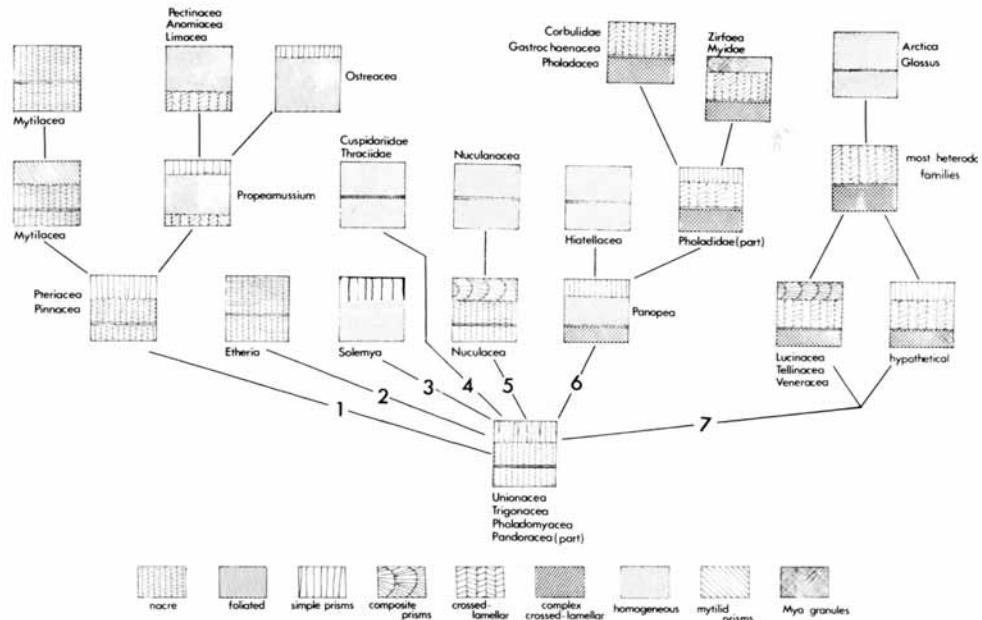 Pectinacea
Anomiacea
Limacea
Mytilacea
Ostreacea
Corbulidae
Gastrochaenacea
Pholadacea
Zirfaea
Myidae
Arctica
Glossus
Mytilacea
Propeamussium
Cuspidariidae
Thraciidae
Nuculanacea
Hiatellacea
Pholadidae (part)
most heterodo
families
Pteriacea
Pinnacea
Etheria
Solemya
Nuculacea
Panopea
Lucinacea
Tellinacea
Veneracea
hypothetical
1
2
3
4
5
6
7
Unionacea
Trigonacea
Pholadomyacea
Pandoracea (part)
nacre
foliated
simple prisms
composite
prisms
crossed-
lamellar
complex
crossed-lamellar
homogeneous
mytilid
prisms
Mya granules